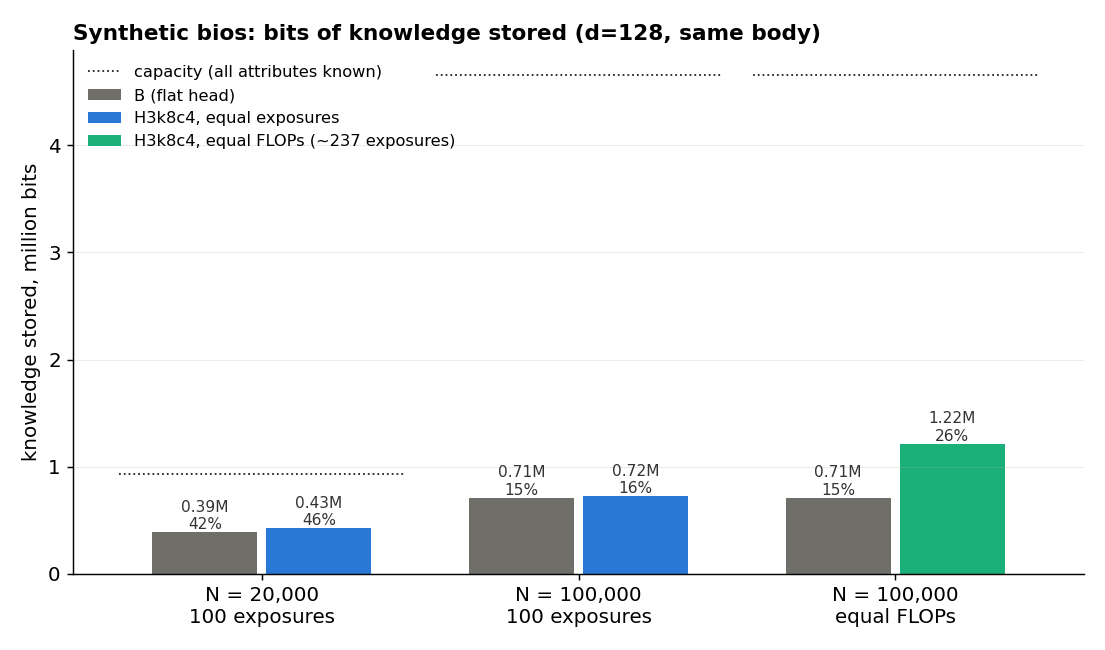 Synthetic bios: bits of knowledge stored (d=128, same body)
capacity (all attributes known)
B (flat head)
H3k8c4, equal exposures
H3k8c4, equal FLOPs (~237 exposures)
knowledge stored, million bits
4
3
2
1
0
0.39M
42%
0.43M
46%
0.71M
15%
0.72M
16%
0.71M
15%
1.22M
26%
N = 20,000
100 exposures
N = 100,000
100 exposures
N = 100,000
equal FLOPs